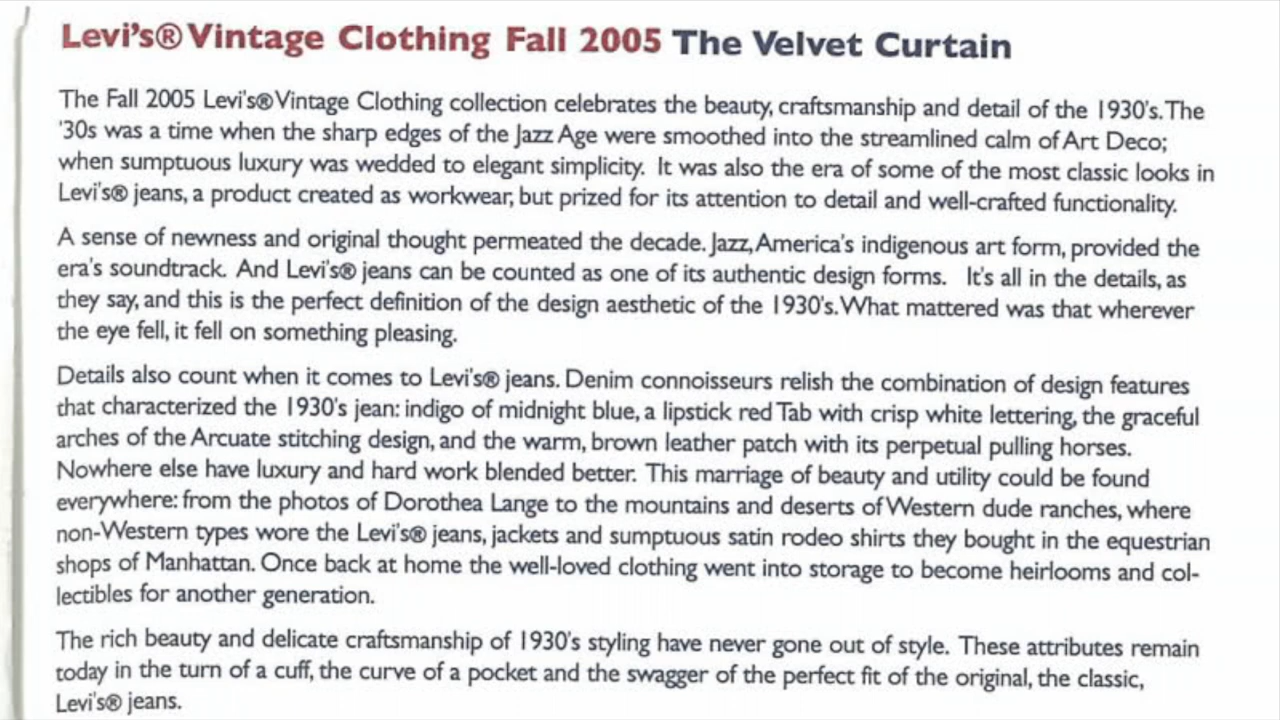 Levi's® Vintage Clothing Fall 2005 The Velvet Curtain
The Fall 2005 Levi's® Vintage Clothing collection celebrates the beauty, craftsmanship and detail of the 1930's. The
'30s was a time when the sharp edges of the Jazz Age were smoothed into the streamlined calm of Art Deco;
when sumptuous luxury was wedded to elegant simplicity. It was also the era of some of the most classic looks in
Levi's® jeans, a product created as workwear, but prized for its attention to detail and well-crafted functionality.
A sense of newness and original thought permeated the decade. Jazz, America's indigenous art form, provided the
era's soundtrack. And Levi's® jeans can be counted as one of its authentic design forms. It's all in the details, as
they say, and this is the perfect definition of the design aesthetic of the 1930's. What mattered was that wherever
the eye fell, it fell on something pleasing.
Details also count when it comes to Levi's® jeans. Denim connoisseurs relish the combination of design features
that characterized the 1930's jean: indigo of midnight blue, a lipstick red Tab with crisp white lettering, the graceful
arches of the Arcuate stitching design, and the warm, brown leather patch with its perpetual pulling horses.
Nowhere else have luxury and hard work blended better. This marriage of beauty and utility could be found
everywhere: from the photos of Dorothea Lange to the mountains and deserts of Western dude ranches, where
non-Western types wore the Levi's® jeans, jackets and sumptuous satin rodeo shirts they bought in the equestrian
shops of Manhattan. Once back at home the well-loved clothing went into storage to become heirlooms and col-
lectibles for another generation.
The rich beauty and delicate craftsmanship of 1930's styling have never gone out of style. These attributes remain
today in the turn of a cuff, the curve of a pocket and the swagger of the perfect fit of the original, the classic,
Levi's® jeans.